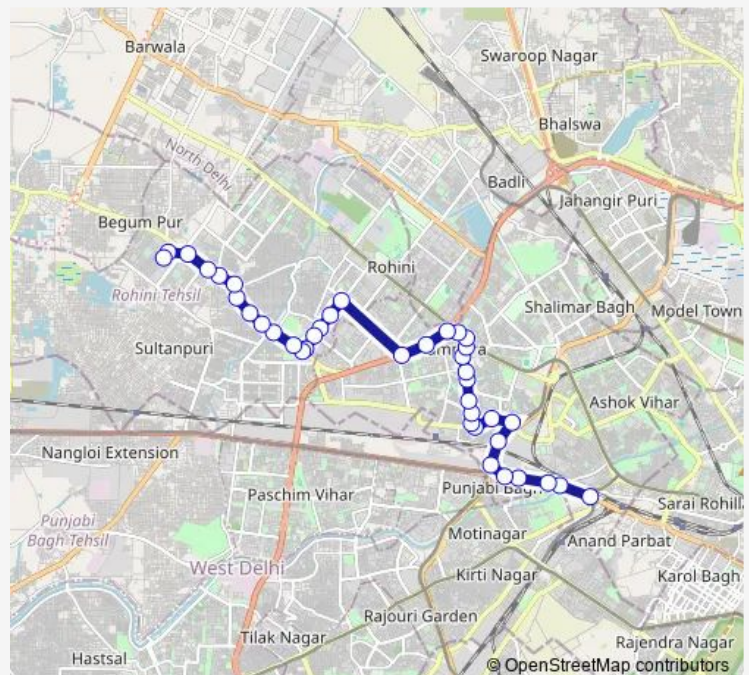 Barwala
Swaroop Nagar
Bhalswa
North Delhi
Badli
Jahangir Puri
Begum Pur
Rohini
Rohini Tehsil
Shalimar Bagh
Model Town
Sultanpuri
Ashok Vihar
Nangloi Extension
Paschim Vihar
Punjabi Bagh
Sarai Rohill
Punjabi
Bagh Tehsil
Motinagar
Anand Parbat
West Delhi
Kirti Nagar
Karol Bagh
Rajouri Garden
Tilak Nagar
Rajendra Nagar
Hastsal
© OpenStreetMap contributors